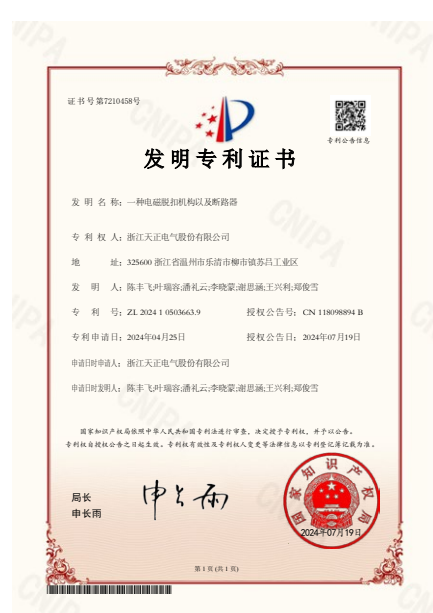 证书号第7210458号
专利公告信息
发明专利证书
发 明 名 称：一种电磁脱扣机构以及断路器
专 利 权 人：浙江天正电气股份有限公司
地 址：325600 浙江省温州市乐清市柳市镇苏吕工业区
发 明 人：陈丰飞;叶瑞容;潘礼云;李晓蒙;谢思涵;王兴利;郑俊雪
专 利 号：ZL 2024 1 0503663.9 授权公告号：CN 118098894 B
专利申请日：2024年04月25日 授权公告日：2024年07月19日
申请日时申请人：浙江天正电气股份有限公司
申请日时发明人：陈丰飞;叶瑞容;潘礼云;李晓蒙;谢思涵;王兴利;郑俊雪
国家知识产权局依照中华人民共和国专利法进行审查，决定授予专利权，并予以公告。
专利权自授权公告之日起生效。专利权有效性及专利权人变更等法律信息以专利登记簿记载为准。
局长
申长雨
申长雨
国家知识产权局
2024年07月19日
第 1 页 (共 1 页)
CNIPA